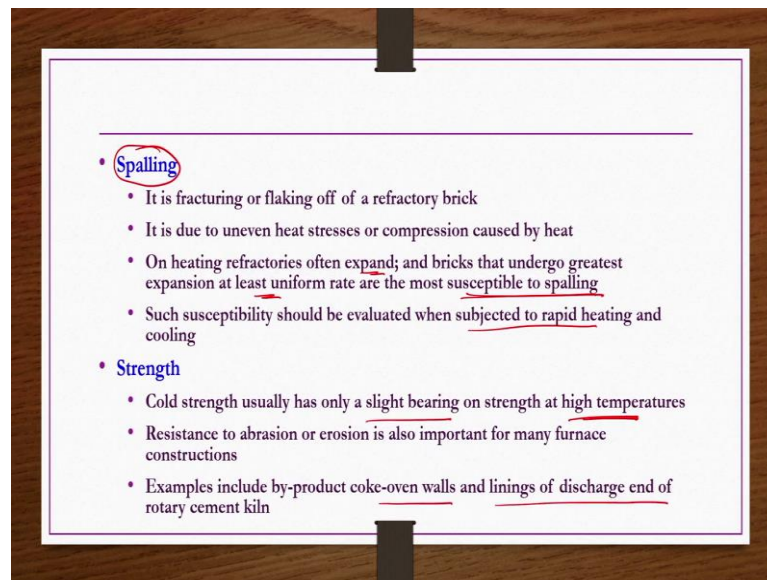 • Spalling
• It is fracturing or flaking off of a refractory brick
• It is due to uneven heat stresses or compression caused by heat
• On heating refractories often expand; and bricks that undergo greatest
expansion at least uniform rate are the most susceptible to spalling
• Such susceptibility should be evaluated when subjected to rapid heating and
cooling
• Strength
• Cold strength usually has only a slight bearing on strength at high temperatures
• Resistance to abrasion or erosion is also important for many furnace
constructions
• Examples include by-product coke-oven walls and linings of discharge end of
rotary cement kiln